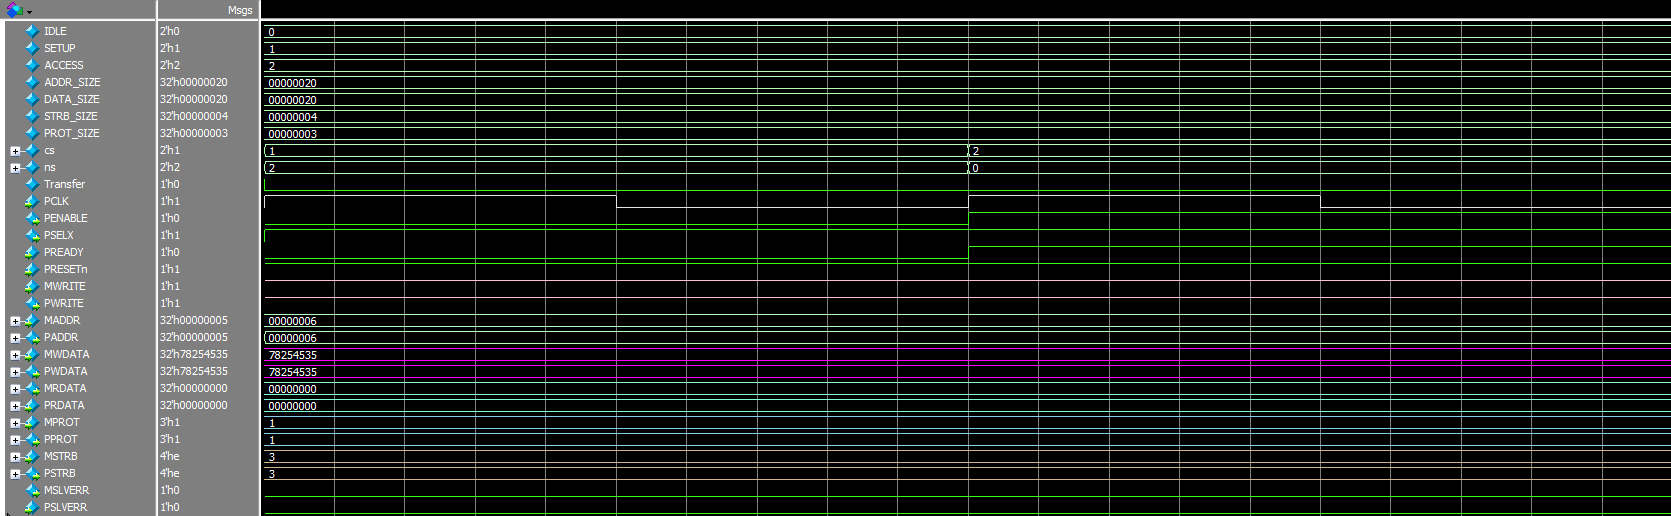 Msgs
IDLE 2'h0 0
SETUP 2'h1 1
ACCESS 2'h2 2
ADDR_SIZE 32'h00000020 00000020
DATA_SIZE 32'h00000020 00000020
STRB_SIZE 32'h00000004 00000004
PROT_SIZE 32'h00000003 00000003
cs 2'h1 1 2
ns 2'h2 2 0
Transfer 1'h0
PCLK 1'h1
PENABLE 1'h0
PSELX 1'h1
PREADY 1'h0
PRESETn 1'h1
MWRITE 1'h1
PWRITE 1'h1
MADDR 32'h00000005 00000006
PADDR 32'h00000005 00000006
MWDATA 32'h78254535 78254535
PWDATA 32'h78254535 78254535
MRDATA 32'h00000000 00000000
PRDATA 32'h00000000 00000000
MPROT 3'h1 1
PPROT 3'h1 1
MSTRB 4'he 3
PSTRB 4'he 3
MSLVERR 1'h0
PSLVERR 1'h0